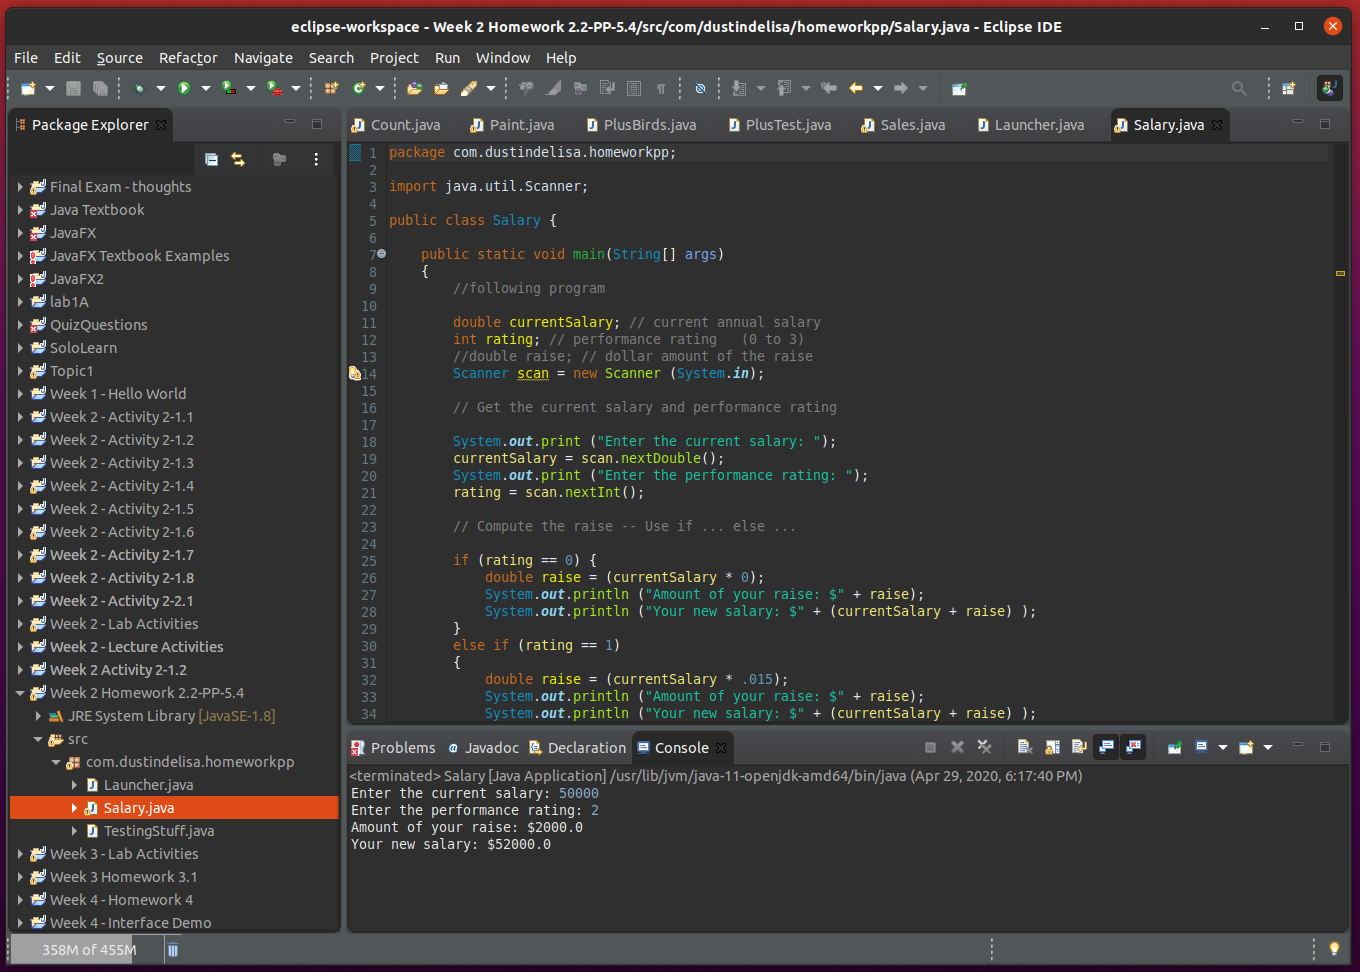 eclipse-workspace - Week 2 Homework 2.2-PP-5.4/src/com/dustindelisa/homeworkpp/Salary.java - Eclipse IDE
File Edit Source Refactor Navigate Search Project Run Window Help
Package Explorer
Final Exam - thoughts
Java Textbook
JavaFX
JavaFX Textbook Examples
JavaFX2
lab1A
QuizQuestions
SoloLearn
Topic1
Week 1 - Hello World
Week 2 - Activity 2-1.1
Week 2 - Activity 2-1.2
Week 2 - Activity 2-1.3
Week 2 - Activity 2-1.4
Week 2 - Activity 2-1.5
Week 2 - Activity 2-1.6
Week 2 - Activity 2-1.7
Week 2 - Activity 2-1.8
Week 2 - Activity 2-2.1
Week 2 - Lab Activities
Week 2 - Lecture Activities
Week 2 Activity 2-1.2
Week 2 Homework 2.2-PP-5.4
JRE System Library [JavaSE-1.8]
src
com.dustindelisa.homeworkpp
Launcher.java
Salary.java
TestingStuff.java
Week 3 - Lab Activities
Week 3 Homework 3.1
Week 4 - Homework 4
Week 4 - Interface Demo
Count.java Paint.java PlusBirds.java PlusTest.java Sales.java Launcher.java Salary.java
1 package com.dustindelisa.homeworkpp;
2
3 import java.util.Scanner;
4
5 public class Salary {
6
7 public static void main(String[] args)
8 {
9 //following program
10
11 double currentSalary; // current annual salary
12 int rating; // performance rating (0 to 3)
13 //double raise; // dollar amount of the raise
14 Scanner scan = new Scanner (System.in);
15
16 // Get the current salary and performance rating
17
18 System.out.print ("Enter the current salary: ");
19 currentSalary = scan.nextDouble();
20 System.out.print ("Enter the performance rating: ");
21 rating = scan.nextInt();
22
23 // Compute the raise -- Use if ... else ...
24
25 if (rating == 0) {
26 double raise = (currentSalary * 0);
27 System.out.println ("Amount of your raise: $" + raise);
28 System.out.println ("Your new salary: $" + (currentSalary + raise) );
29 }
30 else if (rating == 1)
31 {
32 double raise = (currentSalary * .015);
33 System.out.println ("Amount of your raise: $" + raise);
34 System.out.println ("Your new salary: $" + (currentSalary + raise) );
Problems Javadoc Declaration Console
<terminated> Salary [Java Application] /usr/lib/jvm/java-11-openjdk-amd64/bin/java (Apr 29, 2020, 6:17:40 PM)
Enter the current salary: 50000
Enter the performance rating: 2
Amount of your raise: $2000.0
Your new salary: $52000.0
358M of 455M